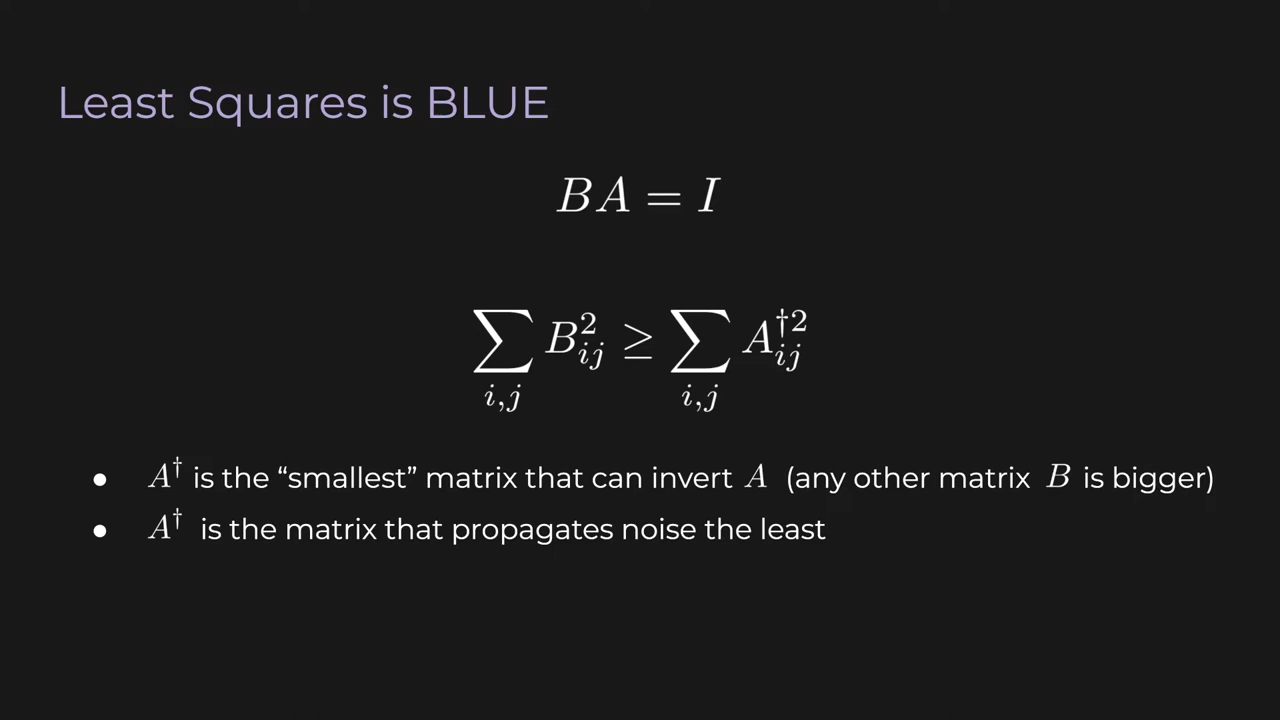 Least Squares is BLUE
BA = I
∑_{i,j} B_{ij}^2 ≥ ∑_{i,j} A_{ij}^{†2}
● A^† is the “smallest” matrix that can invert A (any other matrix B is bigger)
● A^† is the matrix that propagates noise the least